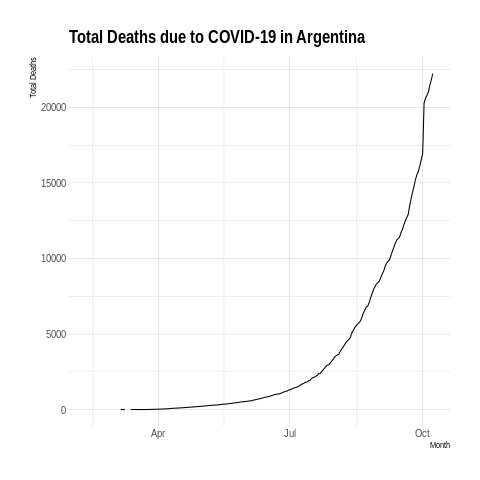 Total Deaths due to COVID-19 in Argentina
Total Deaths
20000
15000
10000
5000
0
Apr
Jul
Oct
Month